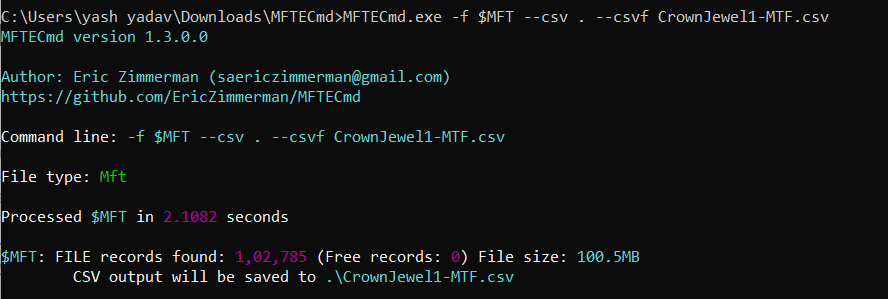 C:\Users\yash yadav\Downloads\MFTECmd>MFTECmd.exe -f $MFT --csv . --csvf CrownJewel1-MTF.csv
MFTECmd version 1.3.0.0
Author: Eric Zimmerman (saericzimmerman@gmail.com)
https://github.com/EricZimmerman/MFTECmd
Command line: -f $MFT --csv . --csvf CrownJewel1-MTF.csv
File type: Mft
Processed $MFT in 2.1082 seconds
$MFT: FILE records found: 1,02,785 (Free records: 0) File size: 100.5MB
CSV output will be saved to .\CrownJewel1-MTF.csv